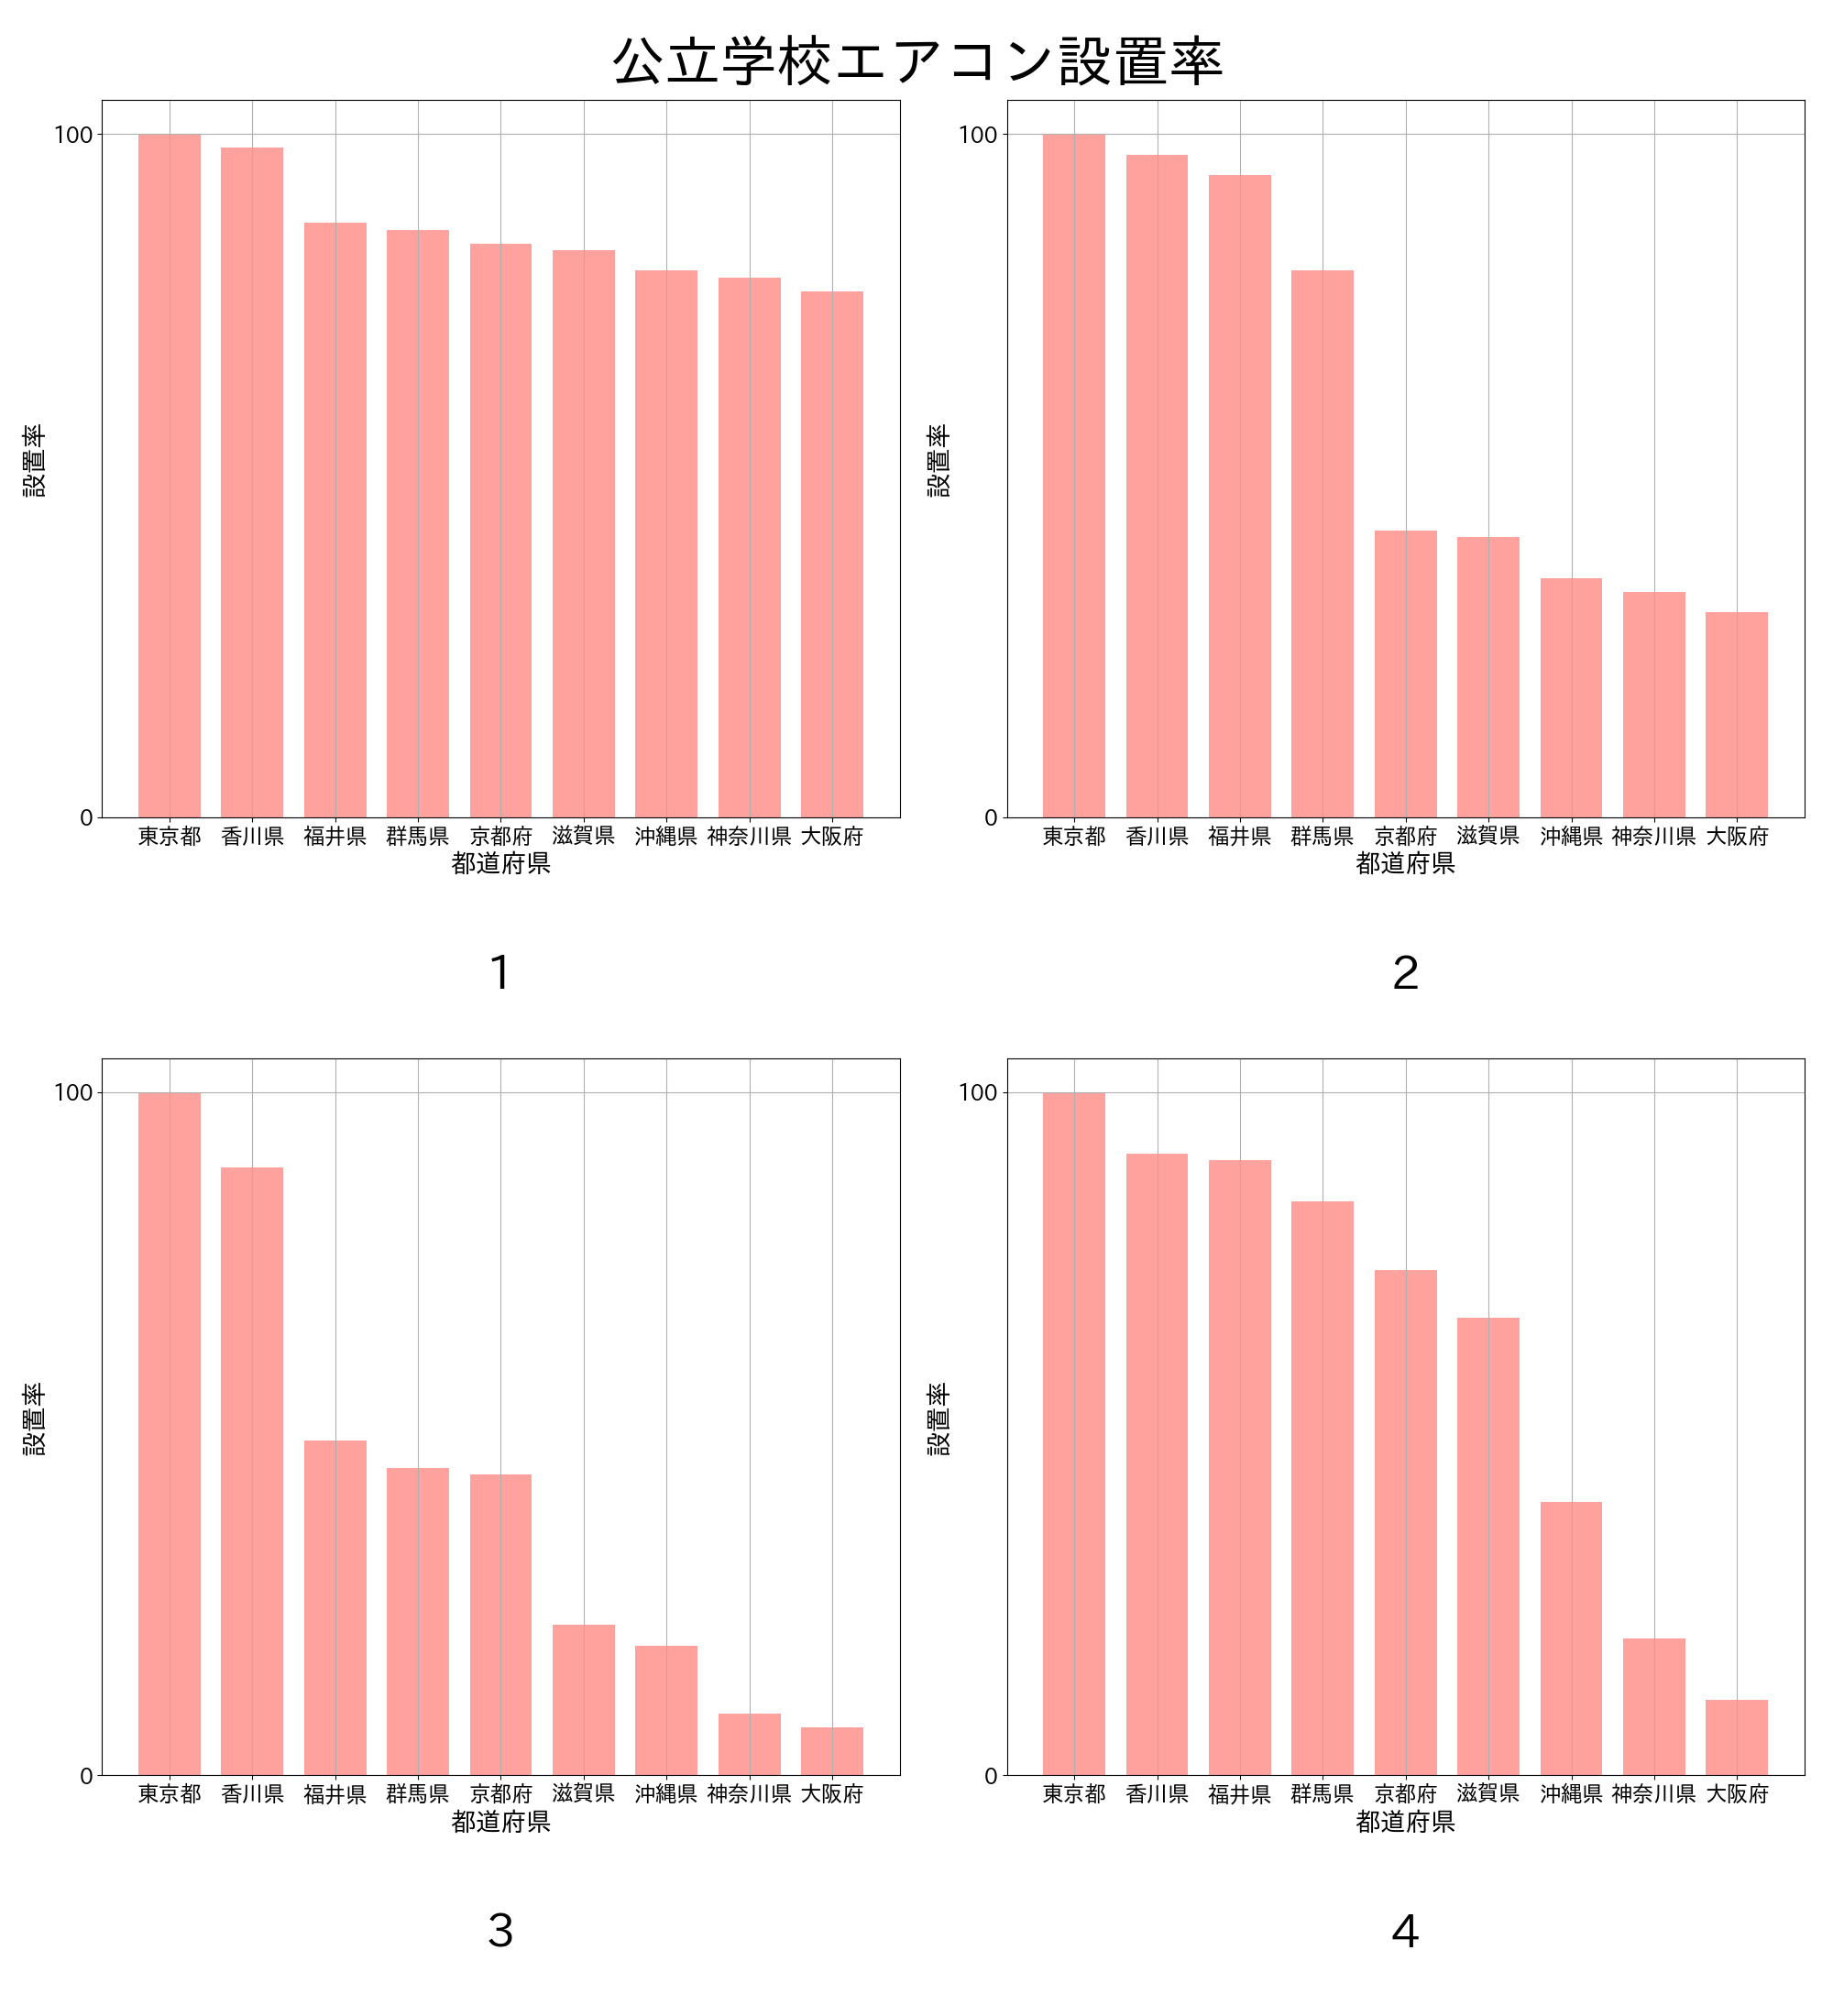 公立学校エアコン設置率
100
設置率
0
東京都 香川県 福井県 群馬県 京都府 滋賀県 沖縄県 神奈川県 大阪府
都道府県
1
100
設置率
0
東京都 香川県 福井県 群馬県 京都府 滋賀県 沖縄県 神奈川県 大阪府
都道府県
2
100
設置率
0
東京都 香川県 福井県 群馬県 京都府 滋賀県 沖縄県 神奈川県 大阪府
都道府県
3
100
設置率
0
東京都 香川県 福井県 群馬県 京都府 滋賀県 沖縄県 神奈川県 大阪府
都道府県
4